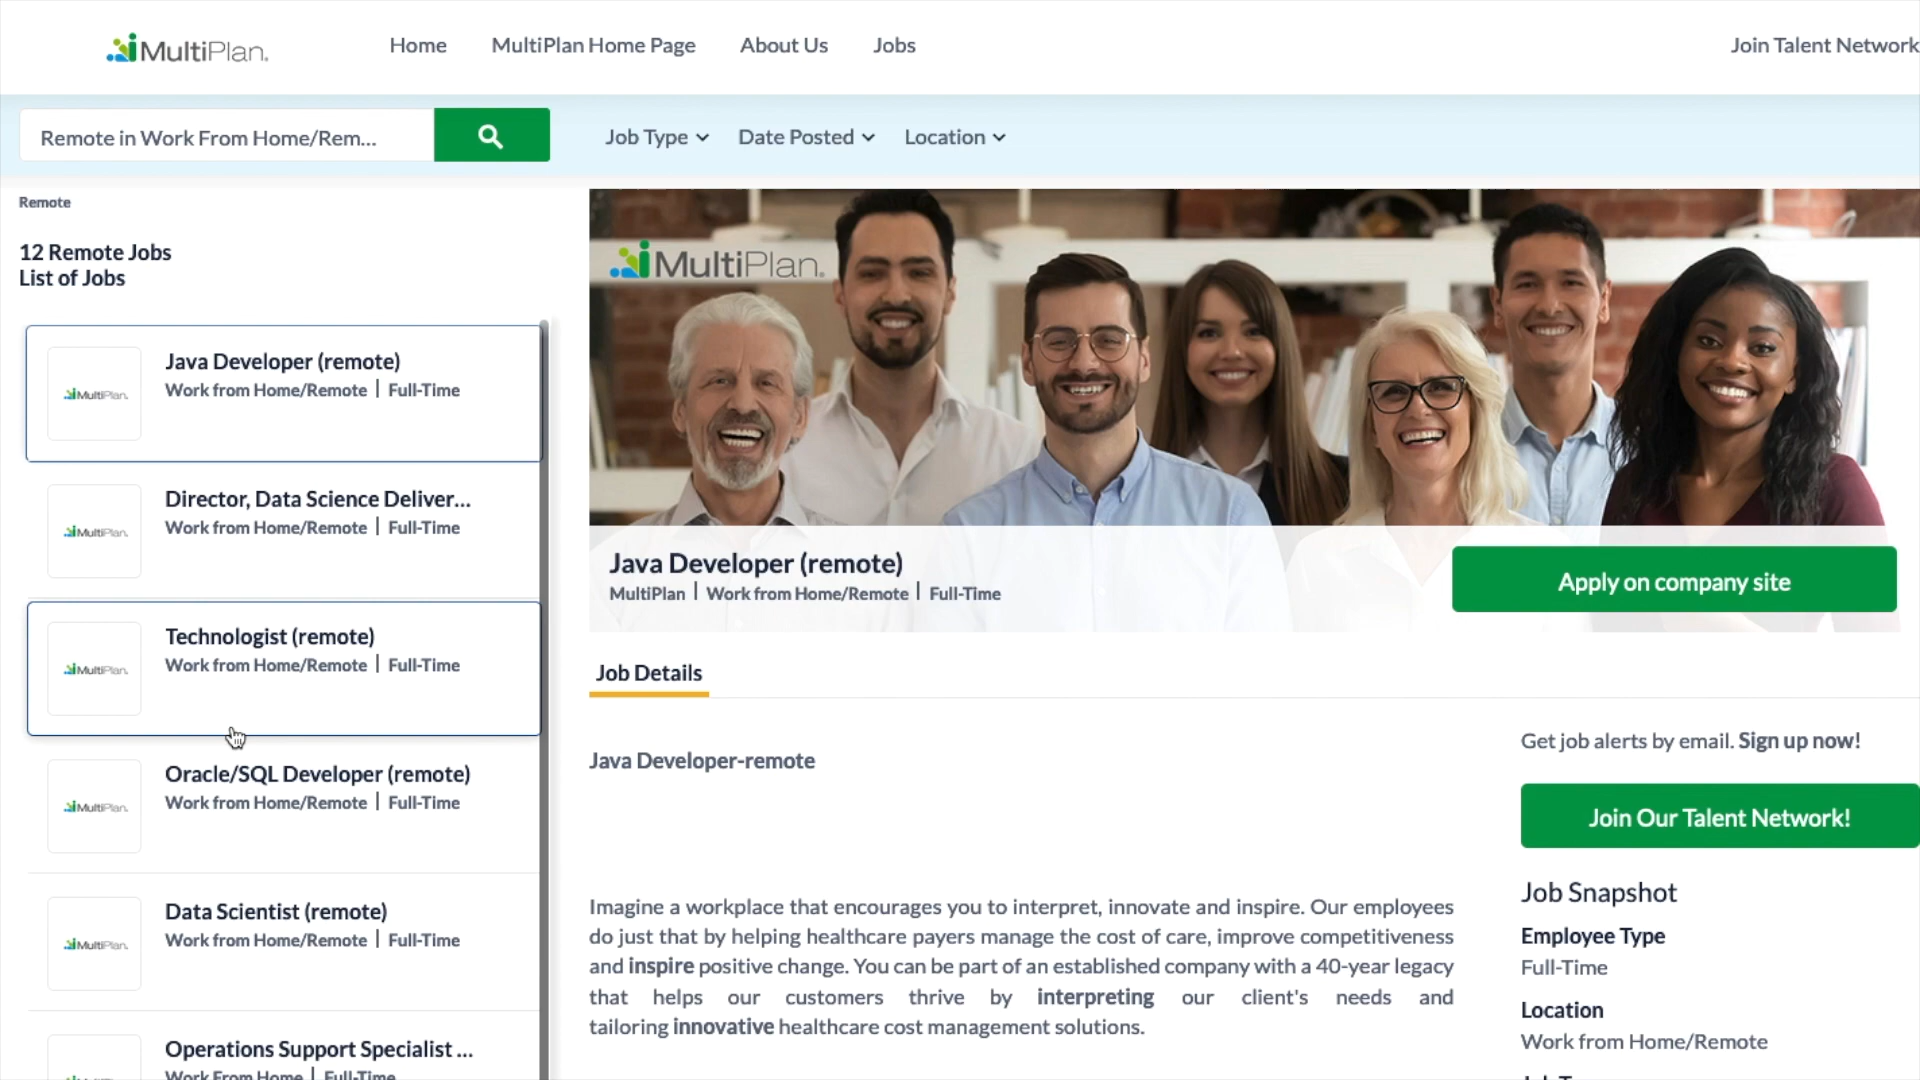 MultiPlan.
Home
MultiPlan Home Page
About Us
Jobs
Join Talent Network
Remote in Work From Home/Rem...
Job Type
Date Posted
Location
Remote
12 Remote Jobs
List of Jobs
MultiPlan.
Java Developer (remote)
Work from Home/Remote | Full-Time
MultiPlan.
Director, Data Science Deliver...
Work from Home/Remote | Full-Time
MultiPlan.
Technologist (remote)
Work from Home/Remote | Full-Time
MultiPlan.
Oracle/SQL Developer (remote)
Work from Home/Remote | Full-Time
MultiPlan.
Data Scientist (remote)
Work from Home/Remote | Full-Time
Operations Support Specialist ...
Work From Home | Full-Time
MultiPlan.
Java Developer (remote)
MultiPlan | Work from Home/Remote | Full-Time
Apply on company site
Job Details
Java Developer-remote
Imagine a workplace that encourages you to interpret, innovate and inspire. Our employees
do just that by helping healthcare payers manage the cost of care, improve competitiveness
and inspire positive change. You can be part of an established company with a 40-year legacy
that helps our customers thrive by interpreting our client's needs and
tailoring innovative healthcare cost management solutions.
Get job alerts by email. Sign up now!
Join Our Talent Network!
Job Snapshot
Employee Type
Full-Time
Location
Work from Home/Remote